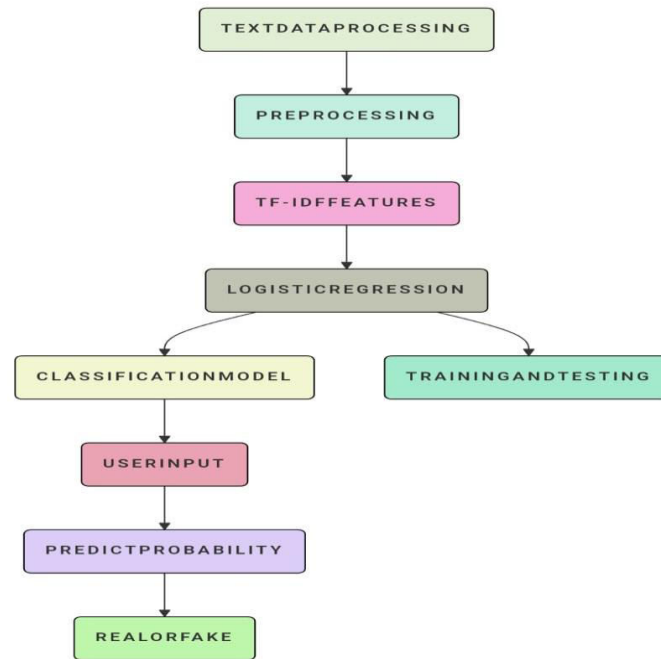 TEXTDATAPROCESSING
PREPROCESSING
TF-IDFFEATURES
LOGISTICREGRESSION
CLASSIFICATIONMODEL
TRAININGANDTESTING
USERINPUT
PREDICTPROBABILITY
REALORFAKE